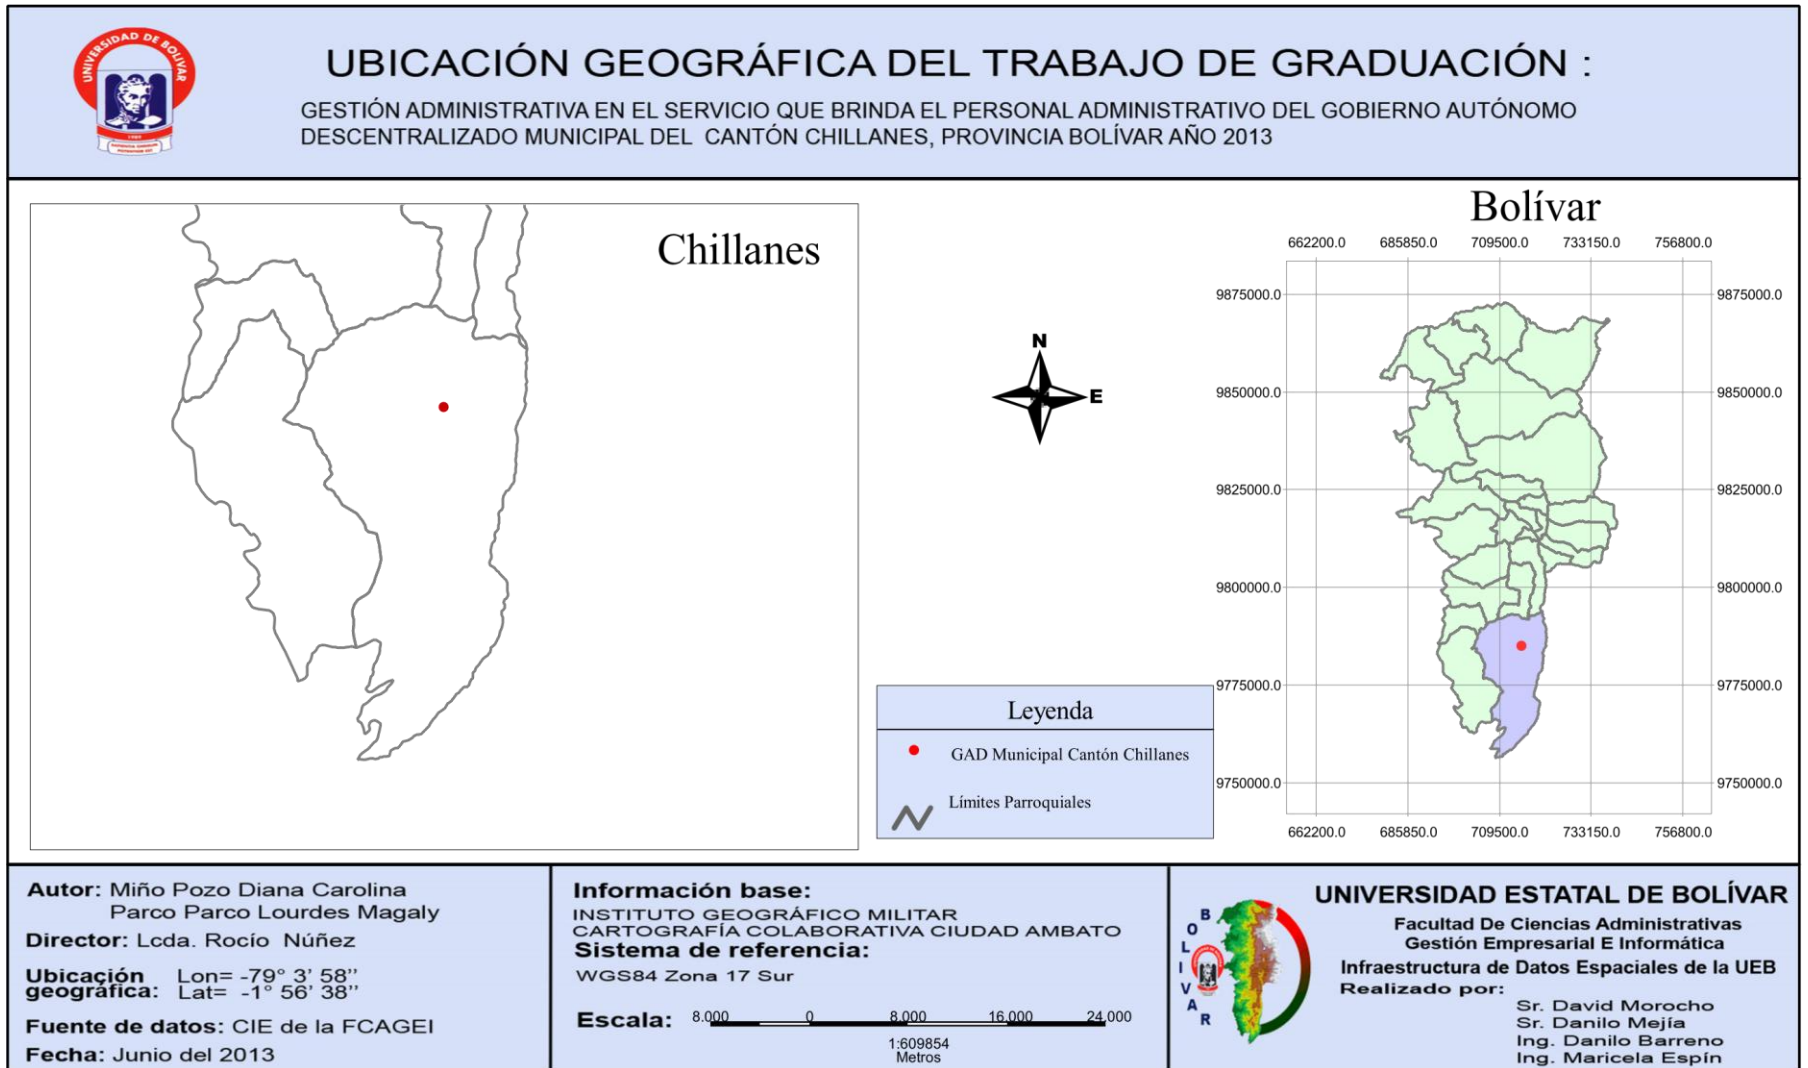 UNIVERSIDAD DE BOLIVAR
UBICACIÓN GEOGRÁFICA DEL TRABAJO DE GRADUACIÓN :
GESTIÓN ADMINISTRATIVA EN EL SERVICIO QUE BRINDA EL PERSONAL ADMINISTRATIVO DEL GOBIERNO AUTÓNOMO
DESCENTRALIZADO MUNICIPAL DEL CANTÓN CHILLANES, PROVINCIA BOLÍVAR AÑO 2013
Chillanes
N
E
Bolívar
662200.0 685850.0 709500.0 733150.0 756800.0
9875000.0 9875000.0
9850000.0 9850000.0
9825000.0 9825000.0
9800000.0 9800000.0
9775000.0 9775000.0
9750000.0 9750000.0
662200.0 685850.0 709500.0 733150.0 756800.0
Leyenda
GAD Municipal Cantón Chillanes
Límites Parroquiales
Autor: Miño Pozo Diana Carolina
Parco Parco Lourdes Magaly
Director: Lcda. Rocío Núñez
Ubicación Lon= -79° 3' 58''
geográfica: Lat= -1° 56' 38''
Fuente de datos: CIE de la FCAGEI
Fecha: Junio del 2013
Información base:
INSTITUTO GEOGRÁFICO MILITAR
CARTOGRAFÍA COLABORATIVA CIUDAD AMBATO
Sistema de referencia:
WGS84 Zona 17 Sur
Escala: 8.000 0 8.000 16.000 24.000
1:609854
Metros
BOLIVAR
UNIVERSIDAD ESTATAL DE BOLÍVAR
Facultad De Ciencias Administrativas
Gestión Empresarial E Informática
Infraestructura de Datos Espaciales de la UEB
Realizado por:
Sr. David Morocho
Sr. Danilo Mejía
Ing. Danilo Barreno
Ing. Maricela Espín